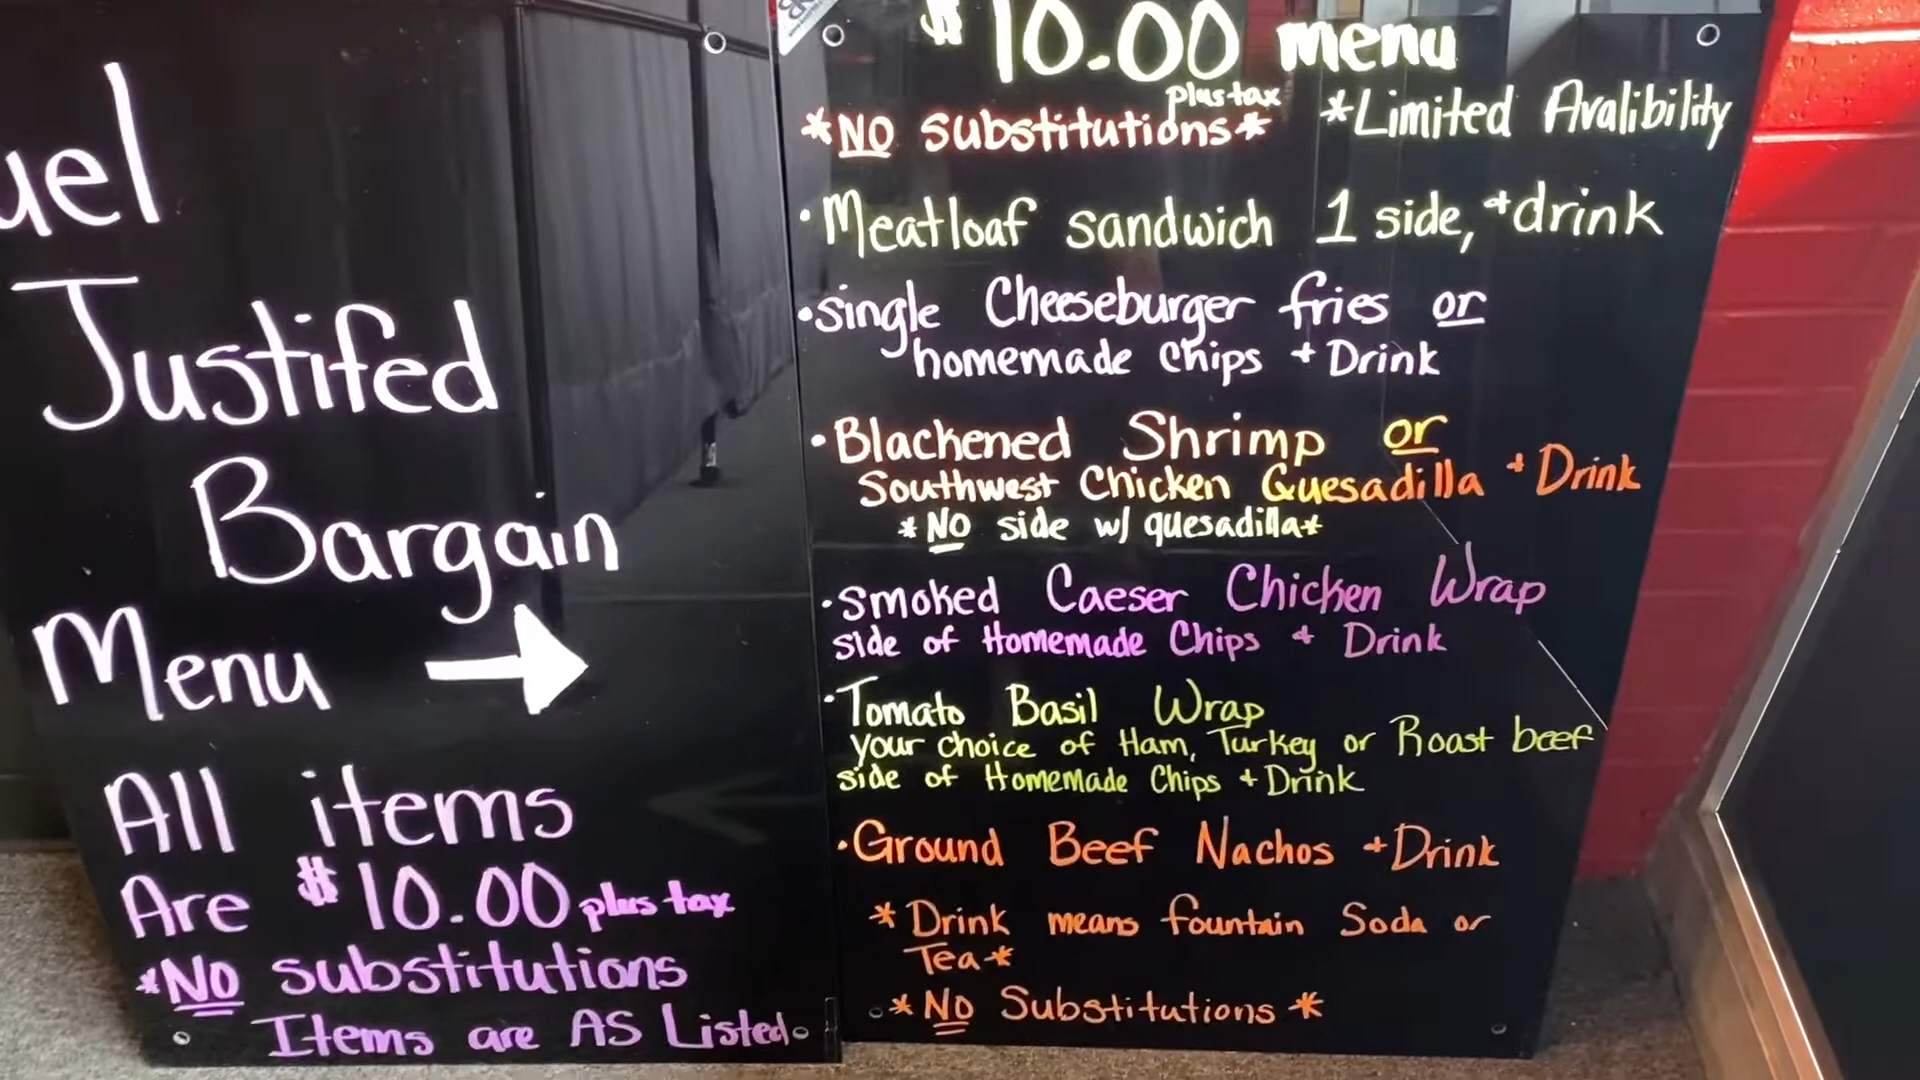 uel
Justifed
Bargain
Menu →
All items
Are $10.00 plus tax
*NO substitutions
Items are AS Listed
$10.00 menu
plus tax
*NO substitutions* *Limited Avalibility
·Meatloaf sandwich 1 side, + drink
·single Cheeseburger fries or
homemade chips + Drink
·Blackened Shrimp or
Southwest Chicken Quesadilla + Drink
*NO side w/ quesadilla*
·Smoked Caeser Chicken Wrap
side of Homemade Chips + Drink
·Tomato Basil Wrap
your choice of Ham, Turkey or Roast beef
side of Homemade Chips + Drink
·Ground Beef Nachos + Drink
*Drink means fountain Soda or
Tea*
*NO Substitutions*